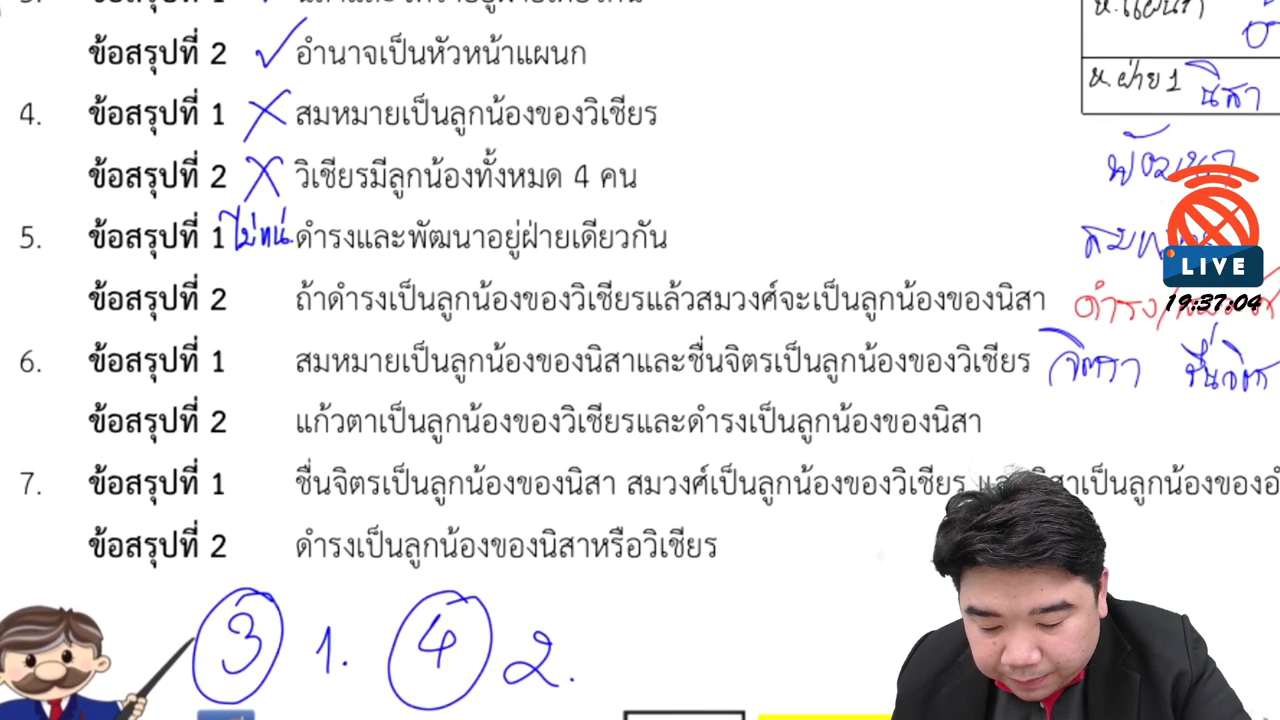 ข้อสรุปที่ 2 ✓ อำนาจเป็นหัวหน้าแผนก
4. ข้อสรุปที่ 1 ✗ สมหมายเป็นลูกน้องของวิเชียร
ข้อสรุปที่ 2 ✗ วิเชียรมีลูกน้องทั้งหมด 4 คน
5. ข้อสรุปที่ 1 ไม่แน่. ดำรงและพัฒนาอยู่ฝ่ายเดียวกัน
ข้อสรุปที่ 2 ถ้าดำรงเป็นลูกน้องของวิเชียรแล้วสมวงศ์จะเป็นลูกน้องของนิสา
6. ข้อสรุปที่ 1 สมหมายเป็นลูกน้องของนิสาและชื่นจิตรเป็นลูกน้องของวิเชียร
ข้อสรุปที่ 2 แก้วตาเป็นลูกน้องของวิเชียรและดำรงเป็นลูกน้องของนิสา
7. ข้อสรุปที่ 1 ชื่นจิตรเป็นลูกน้องของนิสา สมวงศ์เป็นลูกน้องของวิเชียร
ข้อสรุปที่ 2 ดำรงเป็นลูกน้องของนิสาหรือวิเชียร
3 1. 4 2.
ห.แผนก
ห.ฝ่าย 1 นิสา
LIVE
19:37:04
ดำรง/
จิตรา ชื่นจิตร